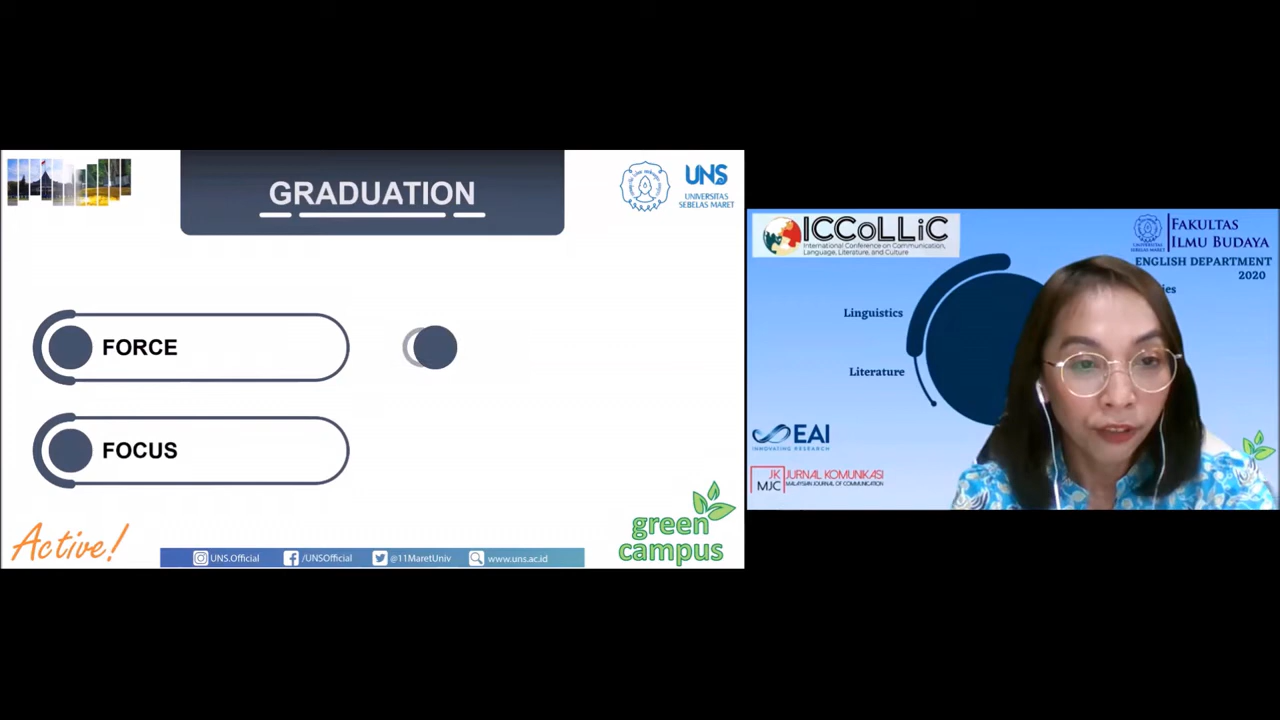 GRADUATION
UNS
UNIVERSITAS
SEBELAS MARET
FORCE
FOCUS
Active!
UNS.Official
/UNSOfficial
@11MaretUniv
www.uns.ac.id
green
campus
ICCoLLiC
International Conference on Communication,
Language, Literature, and Culture
FAKULTAS
ILMU BUDAYA
ENGLISH DEPARTMENT
2020
Linguistics
Literature
EAI
INNOVATING RESEARCH
JK
MJC
JURNAL KOMUNIKASI
MALAYSIAN JOURNAL OF COMMUNICATION